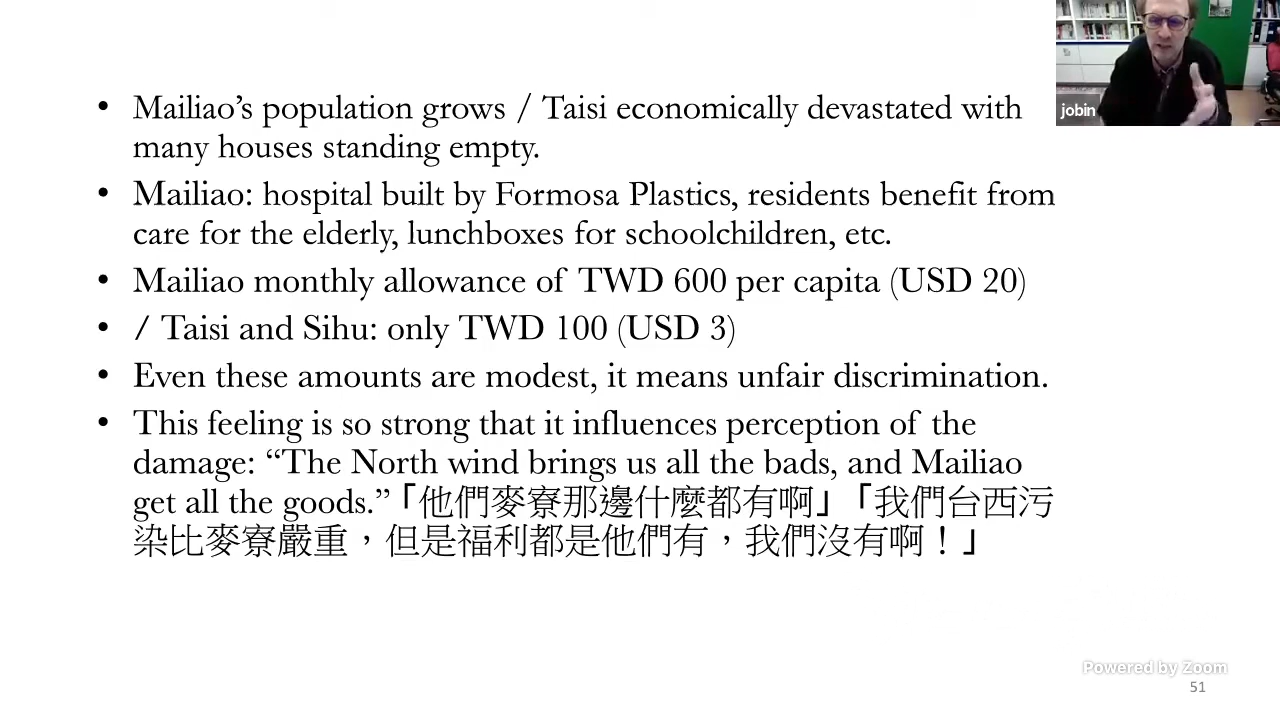 • Mailiao’s population grows / Taisi economically devastated with
many houses standing empty.
• Mailiao: hospital built by Formosa Plastics, residents benefit from
care for the elderly, lunchboxes for schoolchildren, etc.
• Mailiao monthly allowance of TWD 600 per capita (USD 20)
• / Taisi and Sihu: only TWD 100 (USD 3)
• Even these amounts are modest, it means unfair discrimination.
• This feeling is so strong that it influences perception of the
damage: “The North wind brings us all the bads, and Mailiao
get all the goods.”「他們麥寮那邊什麼都有啊」「我們台西污
染比麥寮嚴重，但是福利都是他們有，我們沒有啊！」
jobin
Powered by Zoom
51